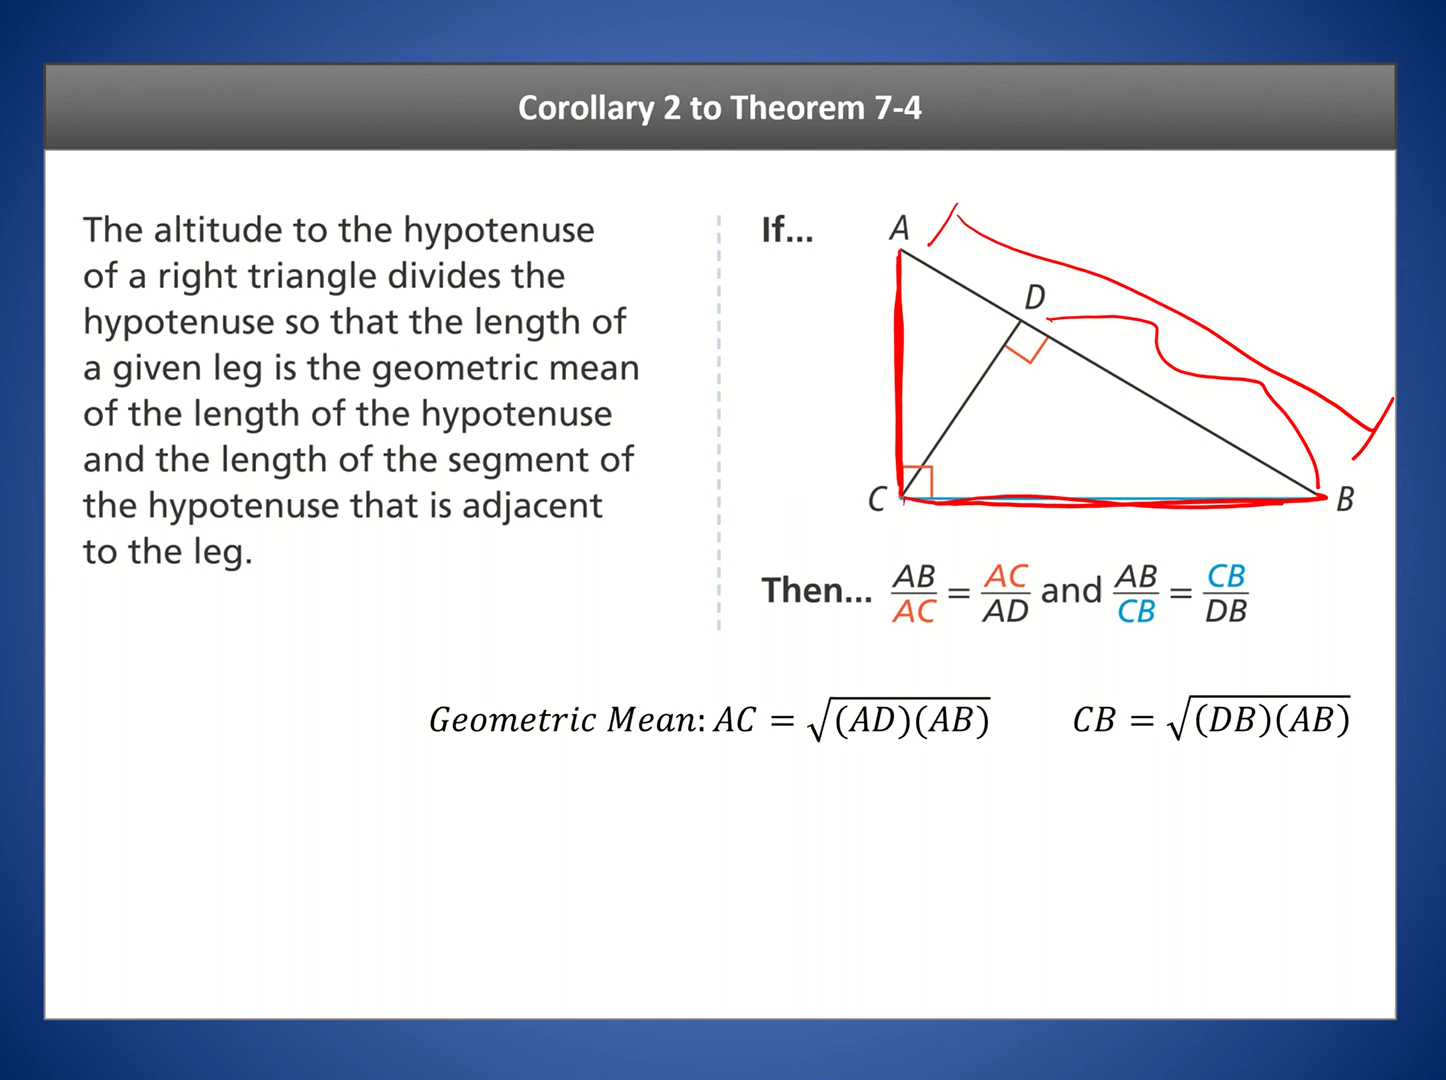 Corollary 2 to Theorem 7-4
The altitude to the hypotenuse
of a right triangle divides the
hypotenuse so that the length of
a given leg is the geometric mean
of the length of the hypotenuse
and the length of the segment of
the hypotenuse that is adjacent
to the leg.
If...
A
D
C
B
Then... AB/AC = AC/AD and AB/CB = CB/DB
Geometric Mean: AC = √(AD)(AB) CB = √(DB)(AB)